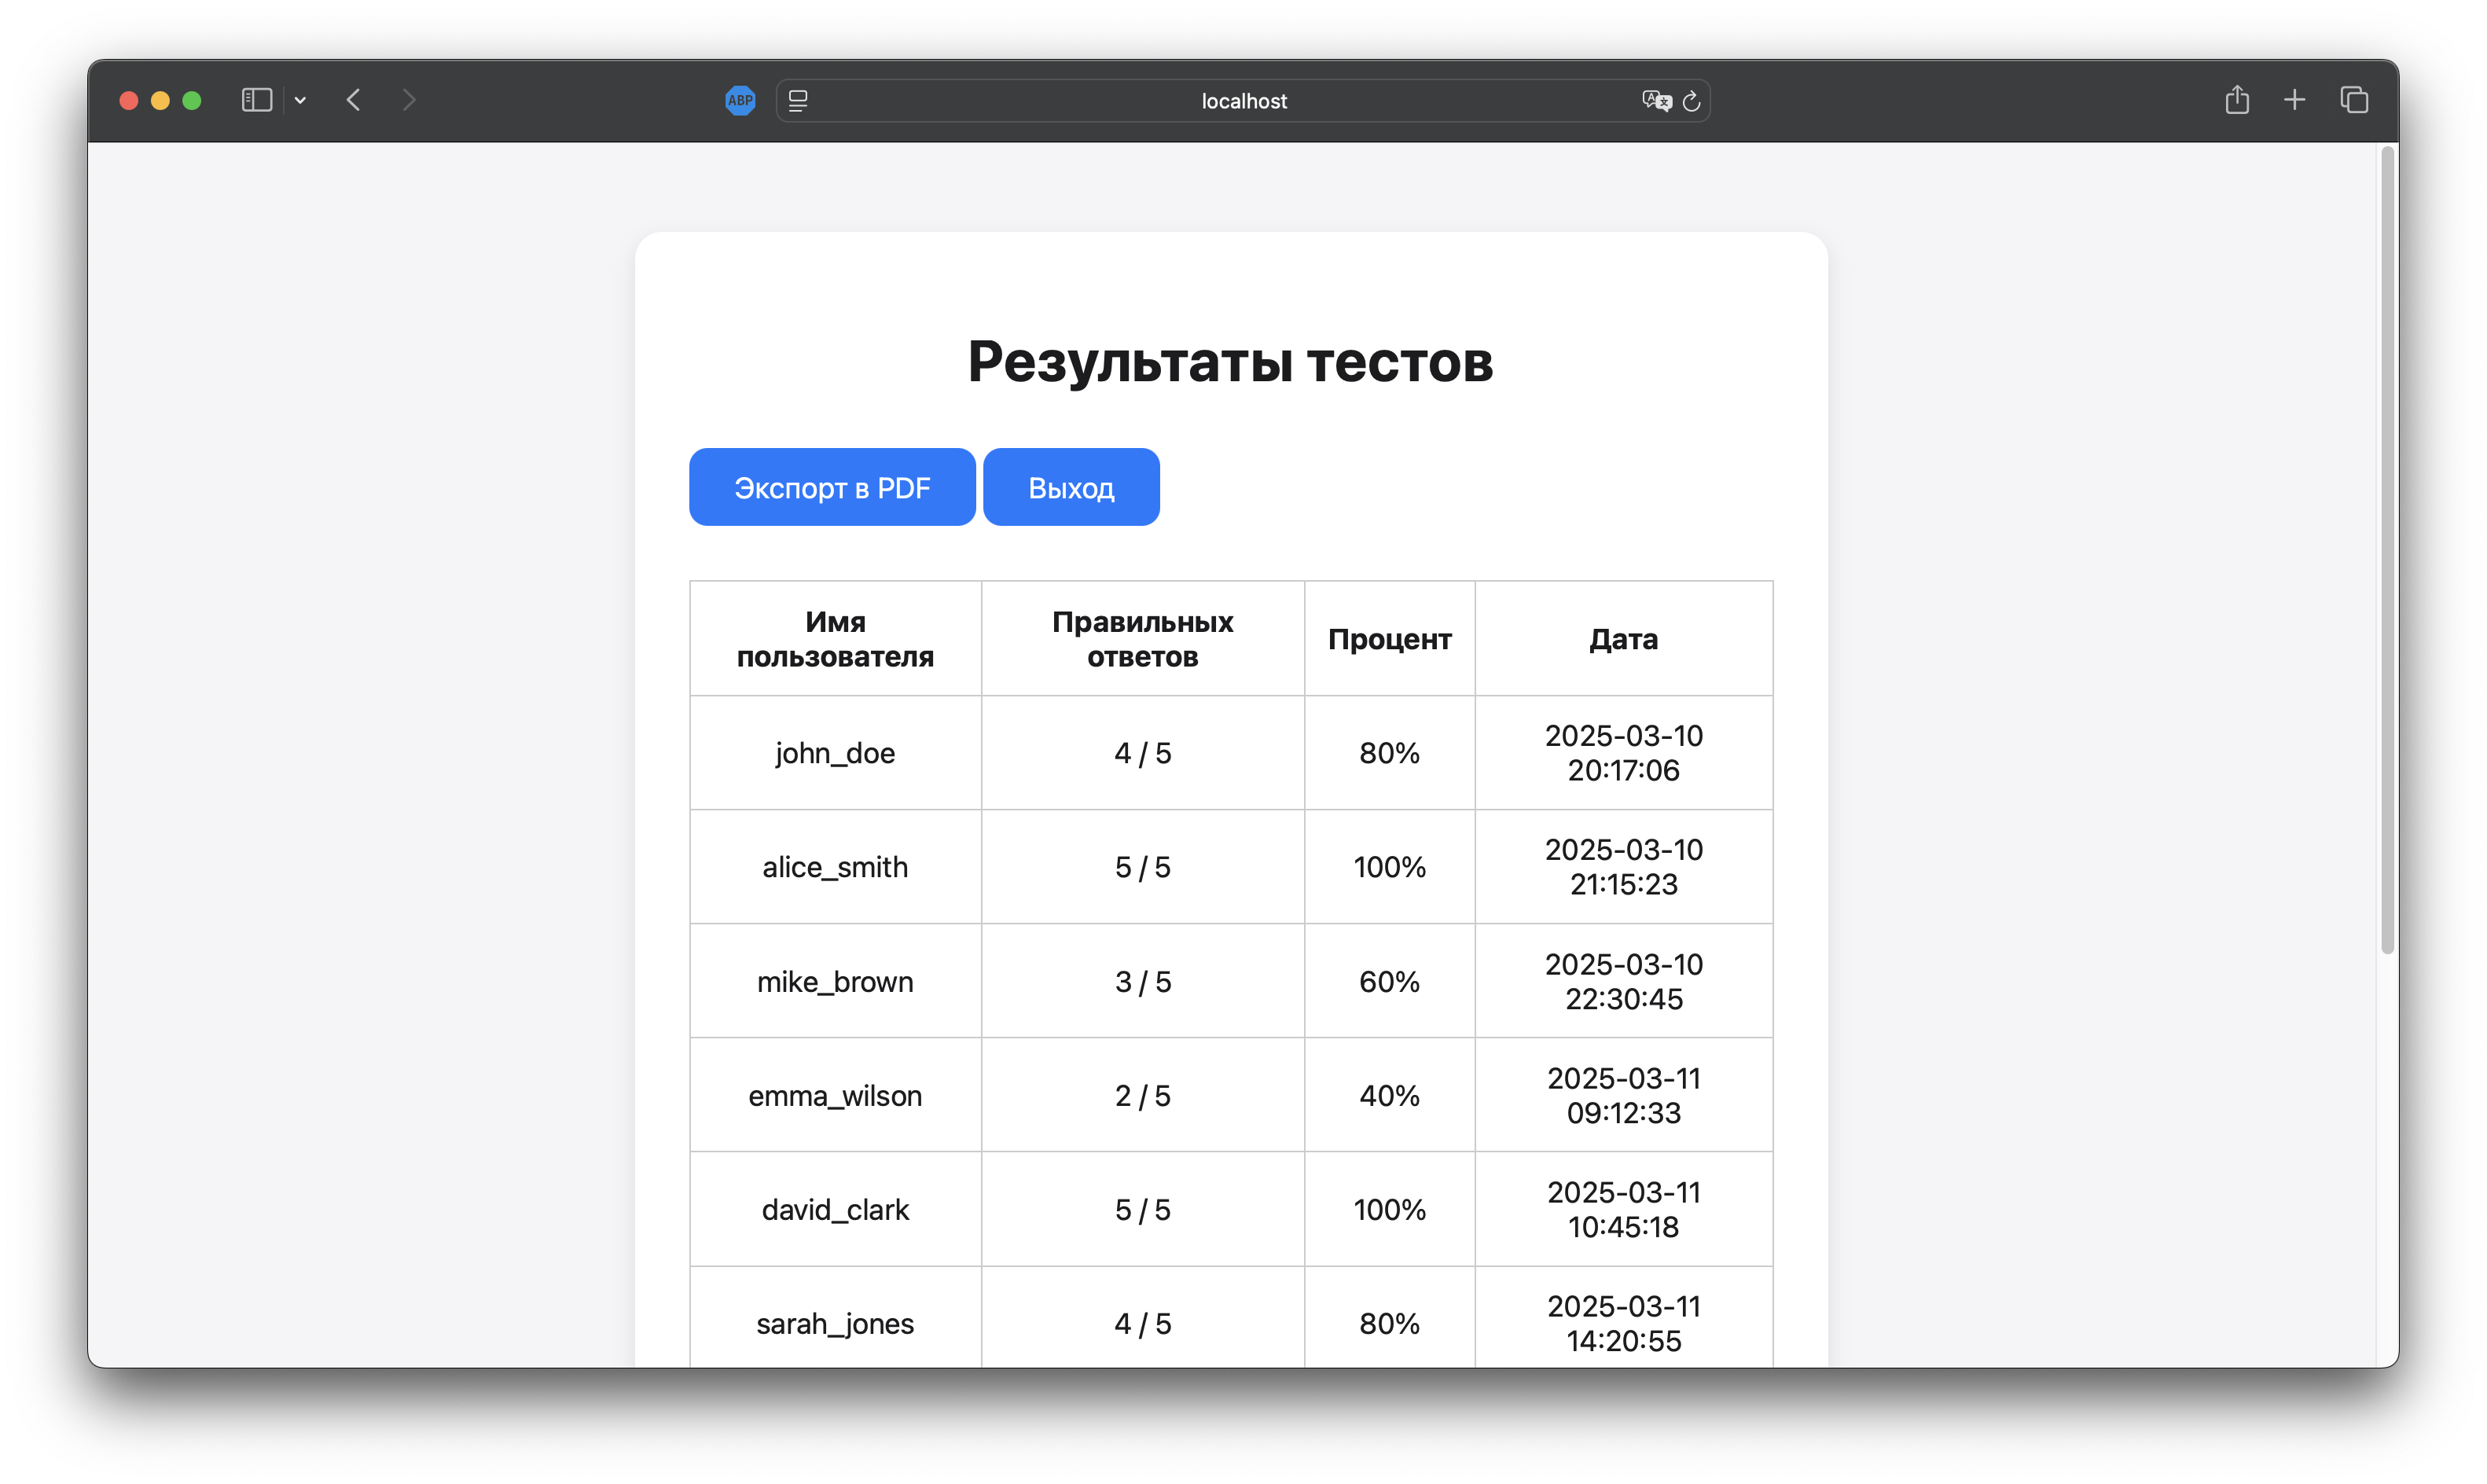 ABP
localhost
Результаты тестов
Экспорт в PDF
Выход
Имя
пользователя
Правильных
ответов
Процент
Дата
john_doe
4 / 5
80%
2025-03-10
20:17:06
alice_smith
5 / 5
100%
2025-03-10
21:15:23
mike_brown
3 / 5
60%
2025-03-10
22:30:45
emma_wilson
2 / 5
40%
2025-03-11
09:12:33
david_clark
5 / 5
100%
2025-03-11
10:45:18
sarah_jones
4 / 5
80%
2025-03-11
14:20:55